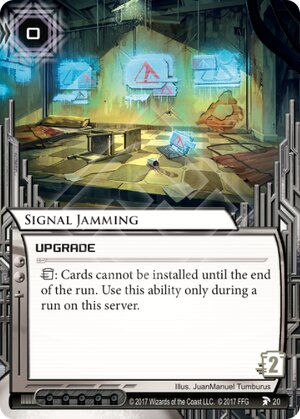 0
SIGNAL JAMMING
UPGRADE
: Cards cannot be installed until the end
of the run. Use this ability only during a
run on this server.
2
Illus. JuanManuel Tumburus
© 2017 Wizards of the Coast LLC. © 2017 FFG 20